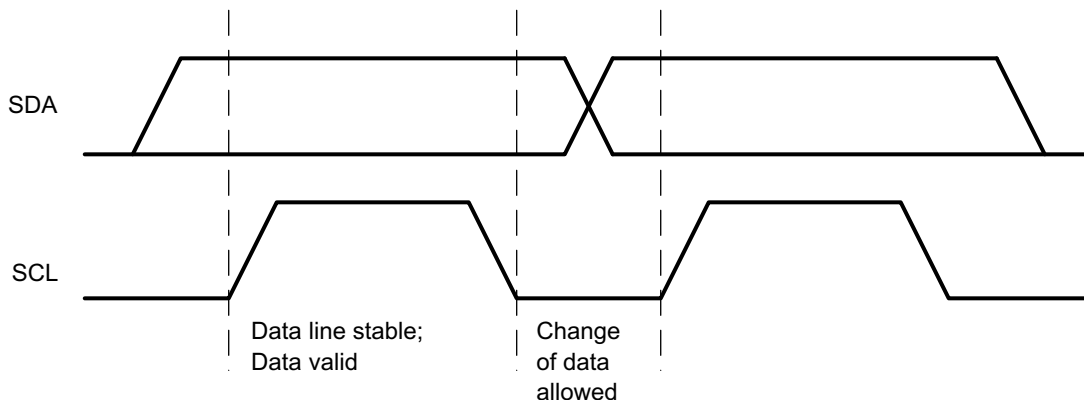 SDA
SCL
Data line stable;
Data valid
Change
of data
allowed